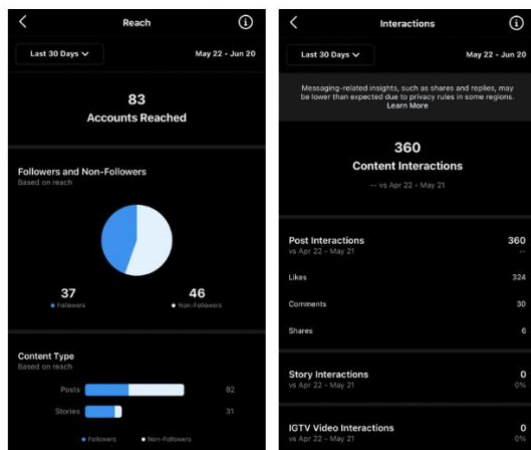 Reach
Last 30 Days
May 22 - Jun 20
83
Accounts Reached
Followers and Non-Followers
Based on reach
37
46
Followers
Non-Followers
Content Type
Based on reach
Posts
82
Stories
31
Followers
Non-Followers
Interactions
Last 30 Days
May 22 - Jun 20
Messaging-related insights, such as shares and replies, may
be lower than expected due to privacy rules in some regions.
Learn More
360
Content Interactions
-- vs Apr 22 - May 21
Post Interactions
360
vs Apr 22 - May 21
--
Likes
324
Comments
30
Shares
6
Story Interactions
0
vs Apr 22 - May 21
0%
IGTV Video Interactions
0
vs Apr 22 - May 21
0%